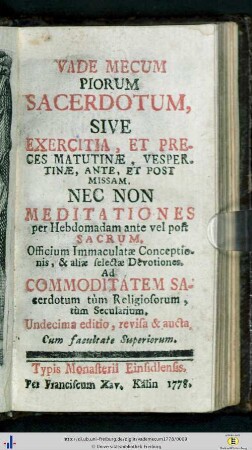 VADE MECUM
PIORUM
SACERDOTUM,
SIVE
EXERCITIA, ET PRE-
CES MATUTINÆ, VESPER-
TINÆ, ANTE, ET POST
MISSAM,
NEC NON
MEDITATIONES
per Hebdomadam ante vel post
SACRUM,
Officium Immaculatæ Conceptio-
nis, & aliæ selectæ Devotiones.
Ad
COMMODITATEM SA-
cerdotum tùm Religiosorum,
tùm Secularium.
Undecima editio, revisa & aucta,
Cum facultate Superiorum.
Typis Monasterii Einsidlensis.
Per Franciscum Xav. Kälin 1778.
© Universitätsbibliothek Freiburg